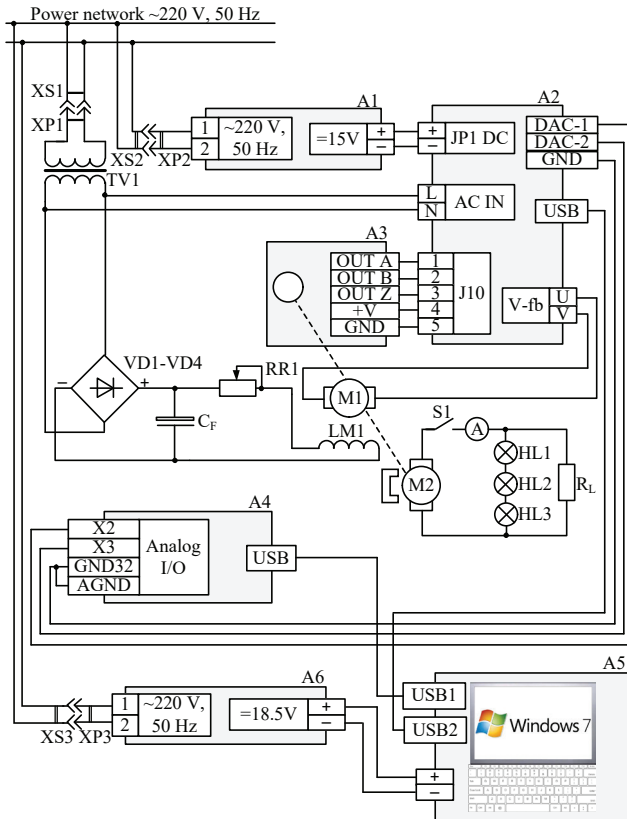 Power network ~220 V, 50 Hz
XS1
XP1
TV1
XS2 XP2
A1
1
2
~220 V,
50 Hz
=15V
+
−
A2
+
−
JP1 DC
DAC-1
DAC-2
GND
L
N
AC IN
USB
A3
OUT A
OUT B
OUT Z
+V
GND
1
2
3
4
5
J10
V-fb
U
V
VD1-VD4
−
+
RR1
CF
LM1
M1
S1
A
M2
HL1
HL2
HL3
RL
A4
X2
X3
GND32
AGND
Analog
I/O
USB
A5
USB1
USB2
+
−
Windows 7
A6
1
2
~220 V,
50 Hz
=18.5V
+
−
XS3 XP3